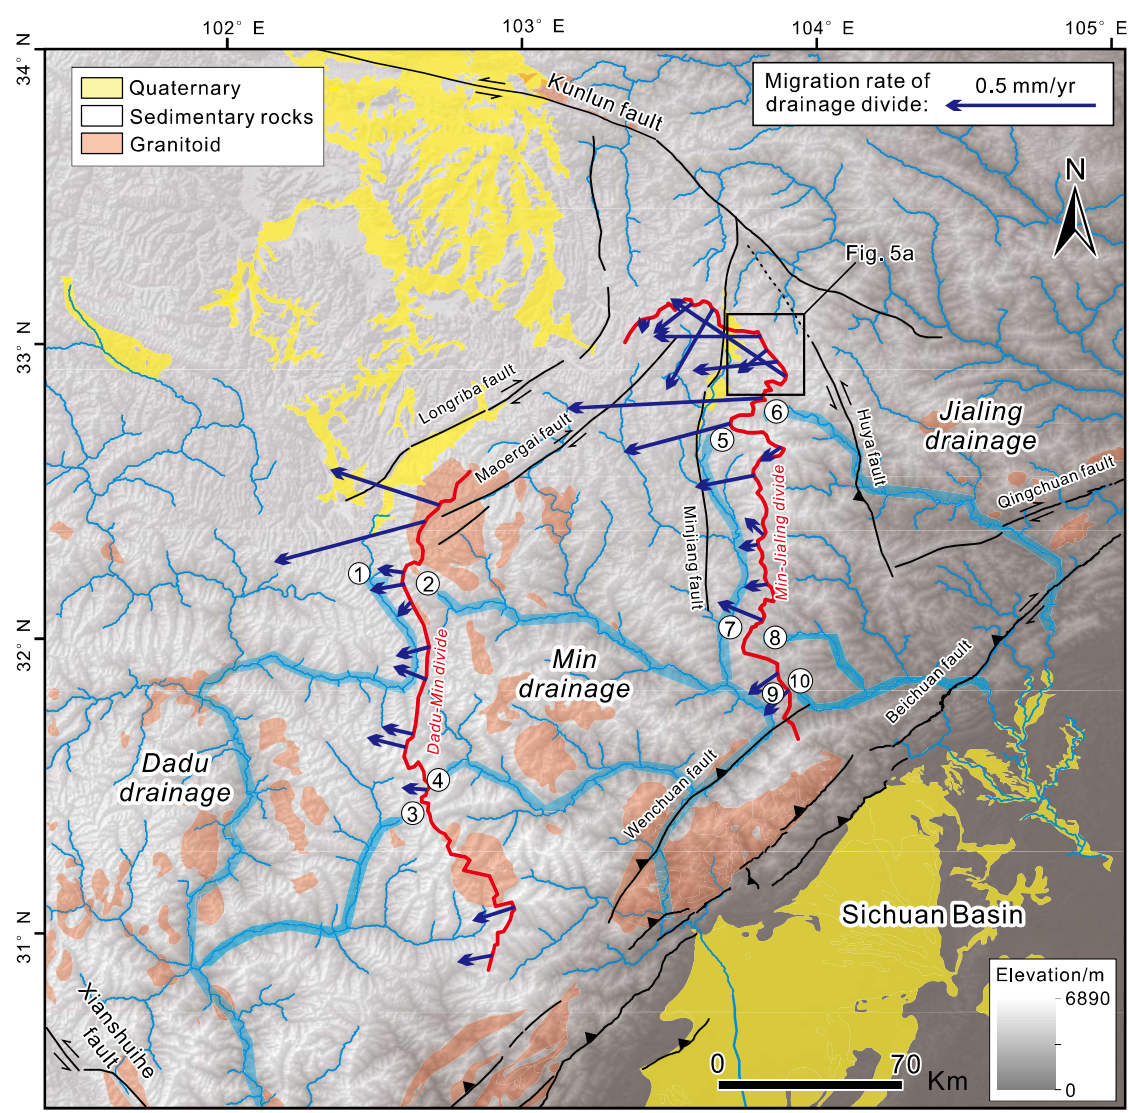 102° E
103° E
104° E
105° E
34° N
33° N
32° N
31° N
Quaternary
Sedimentary rocks
Granitoid
Migration rate of
drainage divide:
0.5 mm/yr
N
Kunlun fault
Fig. 5a
Longriba fault
Maoergai fault
Huya fault
Jialing
drainage
Qingchuan fault
6
5
Minjiang fault
Min-Jialing divide
1
2
7
8
Min
drainage
Dadu-Min divide
9
10
Beichuan fault
Dadu
drainage
4
3
Wenchuan fault
Sichuan Basin
Xianshuihe
fault
Elevation/m
6890
0
0
70
Km